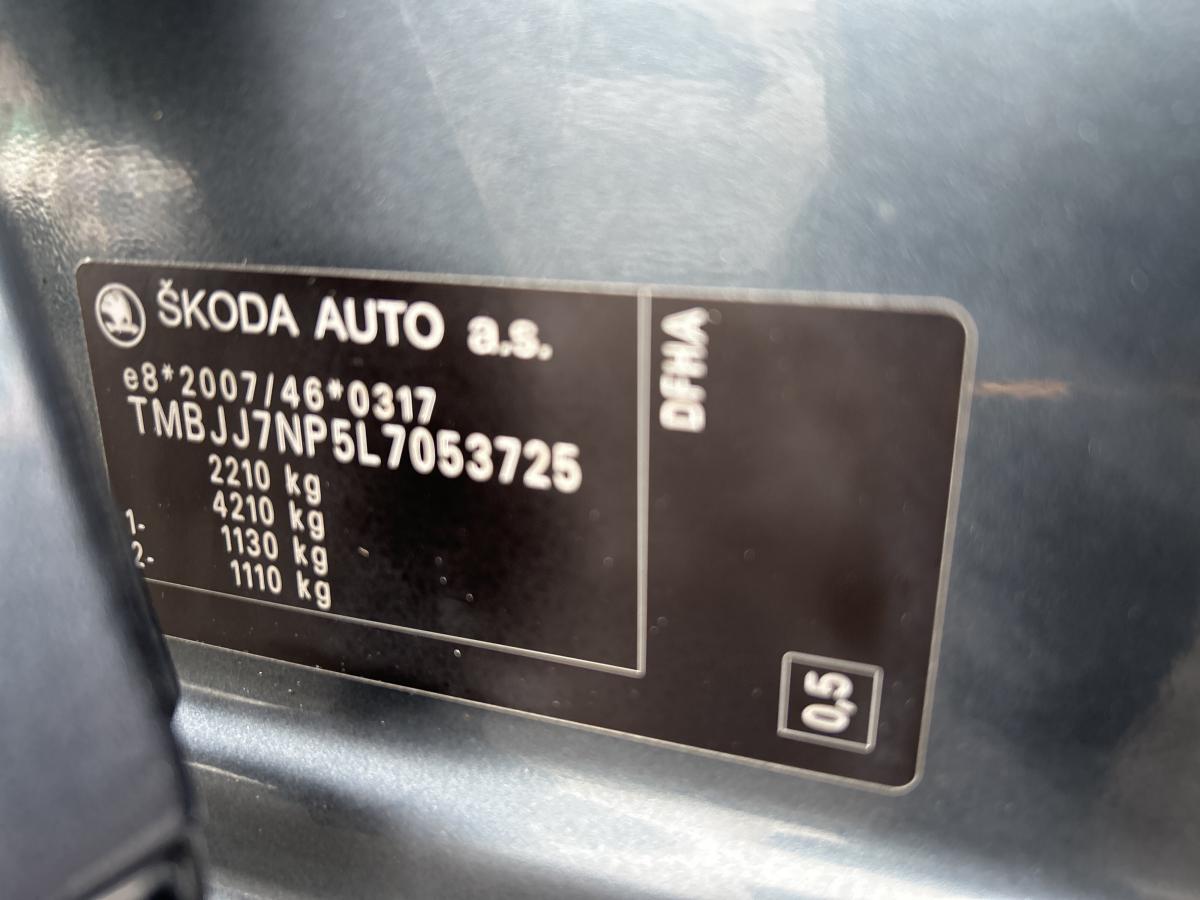 ŠKODA AUTO a.s.
e8*2007/46*0317
TMBJJ7NP5L7053725
2210 kg
4210 kg
1- 1130 kg
2- 1110 kg
DFHA
0,5